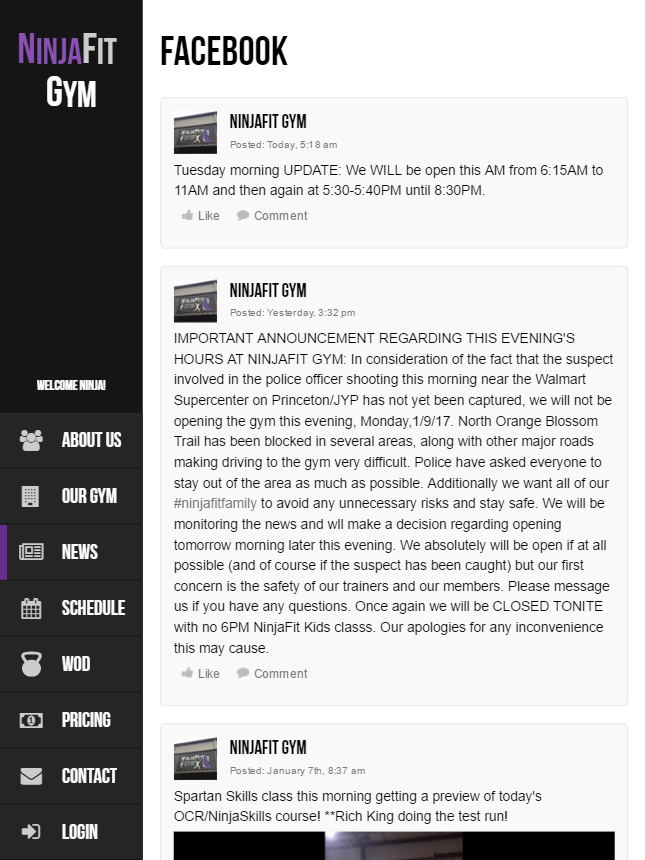 NINJAFIT
GYM
WELCOME NINJA!
ABOUT US
OUR GYM
NEWS
SCHEDULE
WOD
PRICING
CONTACT
LOGIN
FACEBOOK
NINJAFIT GYM
Posted: Today, 5:18 am
Tuesday morning UPDATE: We WILL be open this AM from 6:15AM to
11AM and then again at 5:30-5:40PM until 8:30PM.
Like Comment
NINJAFIT GYM
Posted: Yesterday, 3:32 pm
IMPORTANT ANNOUNCEMENT REGARDING THIS EVENING'S
HOURS AT NINJAFIT GYM: In consideration of the fact that the suspect
involved in the police officer shooting this morning near the Walmart
Supercenter on Princeton/JYP has not yet been captured, we will not be
opening the gym this evening, Monday,1/9/17. North Orange Blossom
Trail has been blocked in several areas, along with other major roads
making driving to the gym very difficult. Police have asked everyone to
stay out of the area as much as possible. Additionally we want all of our
#ninjafitfamily to avoid any unnecessary risks and stay safe. We will be
monitoring the news and wll make a decision regarding opening
tomorrow morning later this evening. We absolutely will be open if at all
possible (and of course if the suspect has been caught) but our first
concern is the safety of our trainers and our members. Please message
us if you have any questions. Once again we will be CLOSED TONITE
with no 6PM NinjaFit Kids classs. Our apologies for any inconvenience
this may cause.
Like Comment
NINJAFIT GYM
Posted: January 7th, 8:37 am
Spartan Skills class this morning getting a preview of today's
OCR/NinjaSkills course! **Rich King doing the test run!